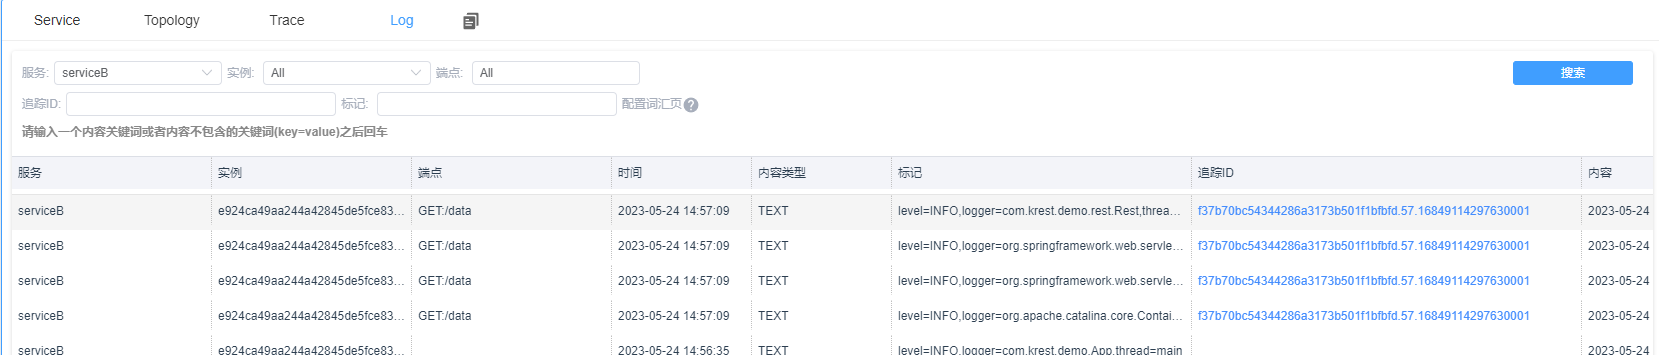 Service Topology Trace Log
服务: serviceB 实例: All 端点: All 搜索
追踪ID: 标记: 配置词汇页 ?
请输入一个内容关键词或者内容不包含的关键词(key=value)之后回车
服务 实例 端点 时间 内容类型 标记 追踪ID 内容
serviceB e924ca49aa244a42845de5fce83... GET:/data 2023-05-24 14:57:09 TEXT level=INFO,logger=com.krest.demo.rest.Rest,threa... f37b70bc54344286a3173b501f1bfbfd.57.16849114297630001 2023-05-24
serviceB e924ca49aa244a42845de5fce83... GET:/data 2023-05-24 14:57:09 TEXT level=INFO,logger=org.springframework.web.servle... f37b70bc54344286a3173b501f1bfbfd.57.16849114297630001 2023-05-24
serviceB e924ca49aa244a42845de5fce83... GET:/data 2023-05-24 14:57:09 TEXT level=INFO,logger=org.springframework.web.servle... f37b70bc54344286a3173b501f1bfbfd.57.16849114297630001 2023-05-24
serviceB e924ca49aa244a42845de5fce83... GET:/data 2023-05-24 14:57:09 TEXT level=INFO,logger=org.apache.catalina.core.Contai... f37b70bc54344286a3173b501f1bfbfd.57.16849114297630001 2023-05-24
serviceB e924ca49aa244a42845de5fce83... 2023-05-24 14:56:35 TEXT level=INFO,logger=com.krest.demo.App,thread=main 2023-05-24